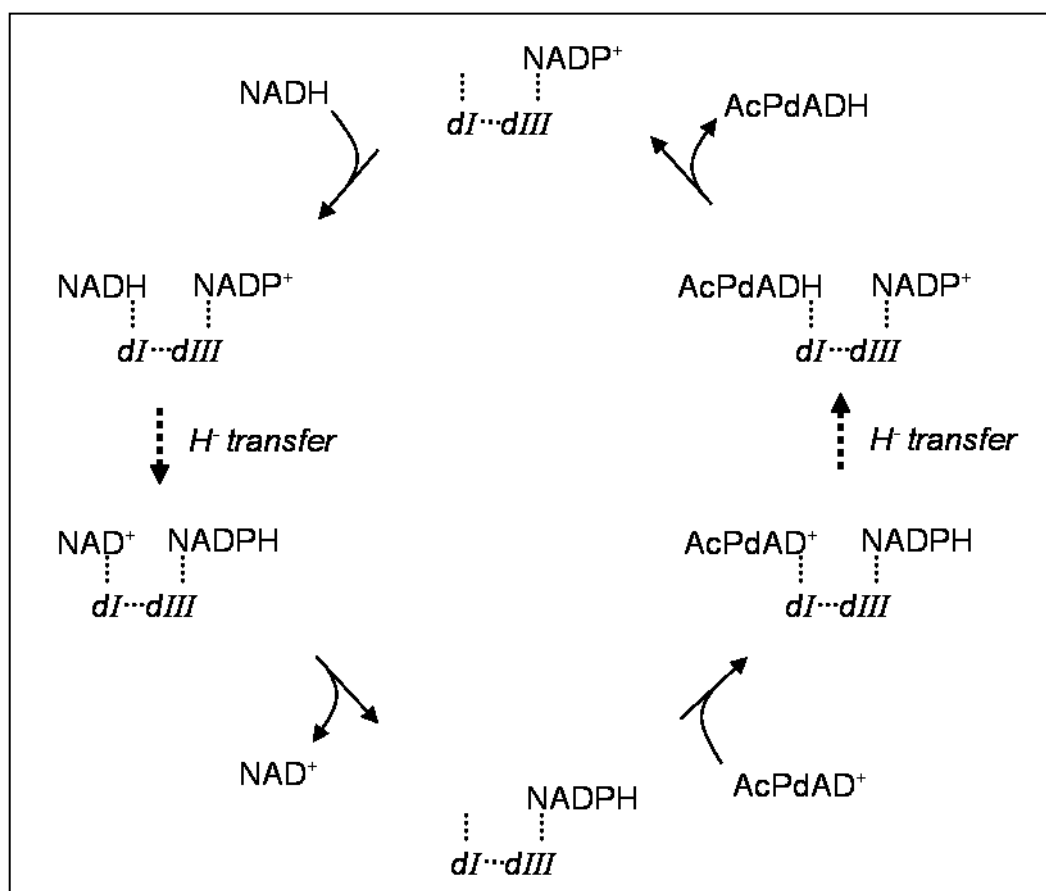 NADP⁺
NADH
AcPdADH
dI···dIII
NADH NADP⁺
AcPdADH NADP⁺
dI···dIII
dI···dIII
H⁻ transfer
H⁻ transfer
NAD⁺ NADPH
AcPdAD⁺ NADPH
dI···dIII
dI···dIII
NAD⁺
AcPdAD⁺
NADPH
dI···dIII